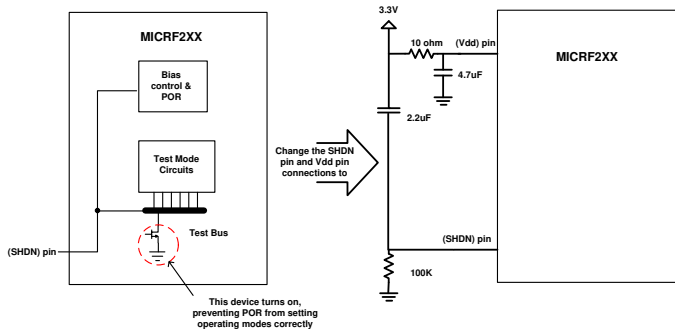 MICRF2XX
Bias
control &
POR
Test Mode
Circuits
Test Bus
(SHDN) pin
This device turns on,
preventing POR from setting
operating modes correctly
Change the SHDN
pin and Vdd pin
connections to
3.3V
10 ohm
(Vdd) pin
4.7uF
2.2uF
(SHDN) pin
100K
MICRF2XX